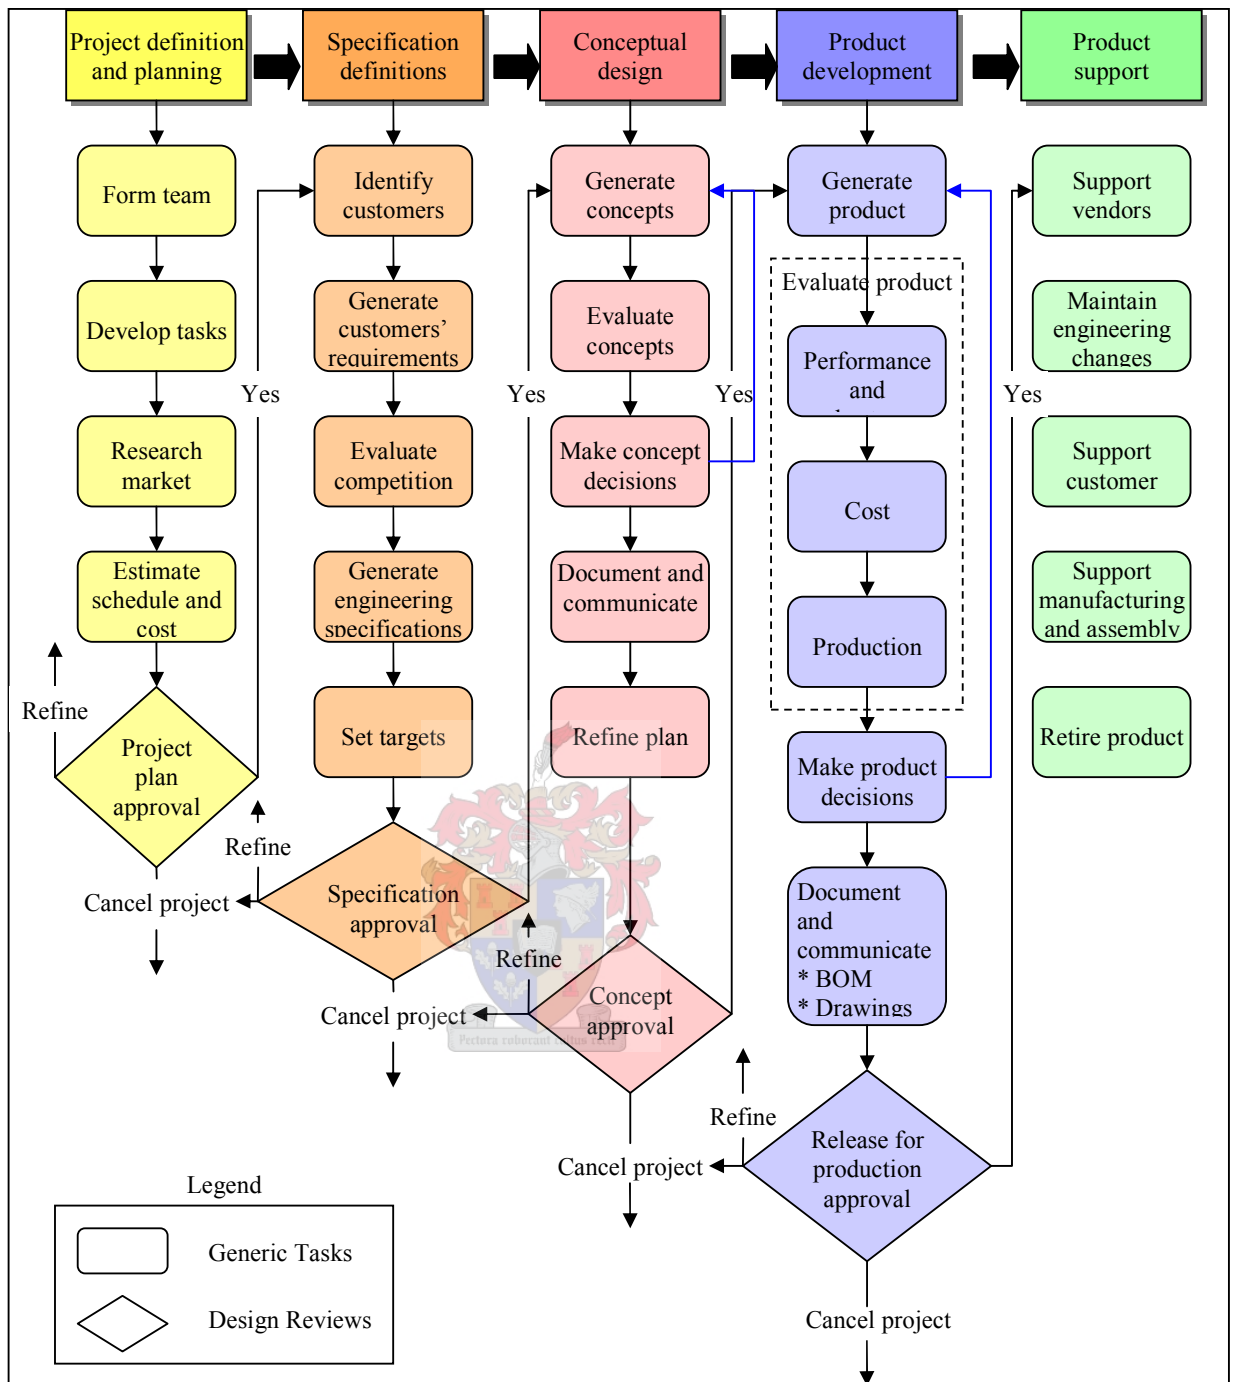 Project definition
and planning
Specification
definitions
Conceptual
design
Product
development
Product
support
Form team
Develop tasks
Research
market
Estimate
schedule and
cost
Refine
Project
plan
approval
Cancel project
Yes
Identify
customers
Generate
customers’
requirements
Evaluate
competition
Generate
engineering
specifications
Set targets
Refine
Specification
approval
Cancel project
Yes
Generate
concepts
Evaluate
concepts
Make concept
decisions
Document and
communicate
Refine plan
Refine
Concept
approval
Cancel project
Yes
Generate
product
Evaluate product
Performance
and
Cost
Production
Make product
decisions
Document
and
communicate
* BOM
* Drawings
Refine
Release for
production
approval
Cancel project
Yes
Support
vendors
Maintain
engineering
changes
Support
customer
Support
manufacturing
and assembly
Retire product
Pectora roborant cultus recti
Legend
Generic Tasks
Design Reviews